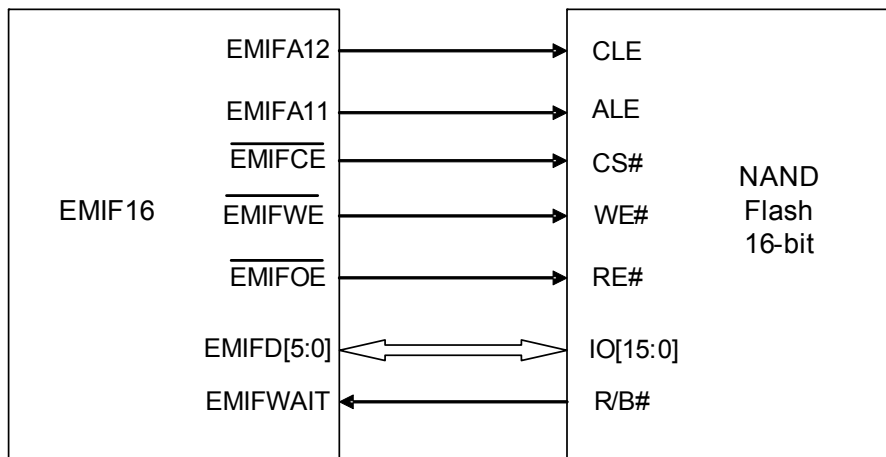 EMIFA12 CLE
EMIFA11 ALE
EMIFCE CS#
EMIF16
NAND
Flash
16-bit
EMIFWE WE#
EMIFOE RE#
EMIFD[5:0] IO[15:0]
EMIFWAIT R/B#